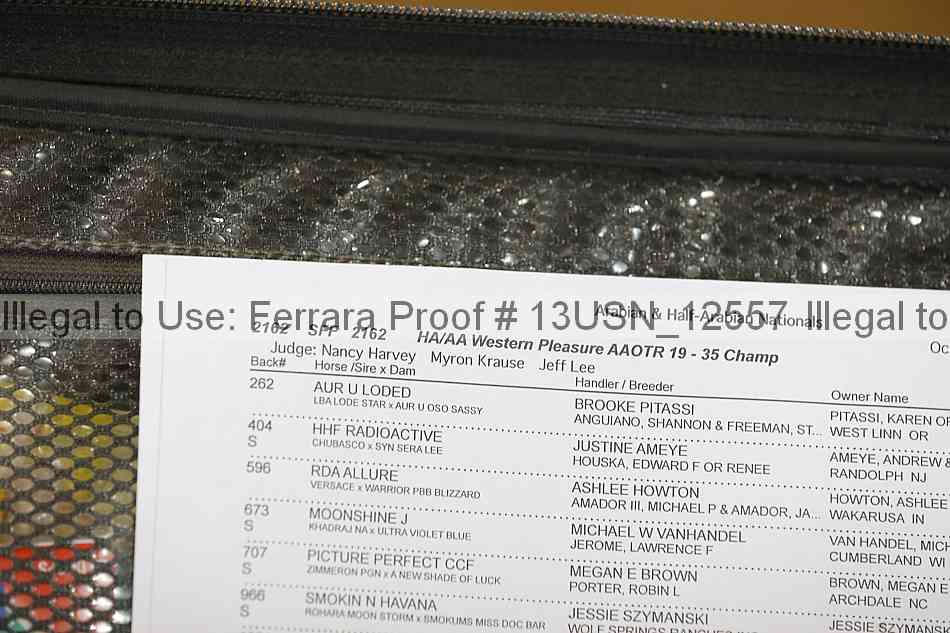 Arabian & Half-Arabian Nationals
Illegal to Use: Ferrara Proof # 13USN_12557 Illegal to
2162 SFP 2162 HA/AA Western Pleasure AAOTR 19 - 35 Champ
Oc
Judge: Nancy Harvey Myron Krause Jeff Lee
Back# Horse /Sire x Dam Handler / Breeder Owner Name
262 AUR U LODED BROOKE PITASSI PITASSI, KAREN OR
LBA LODE STAR x AUR U OSO SASSY ANGUIANO, SHANNON & FREEMAN, ST... WEST LINN OR
404 HHF RADIOACTIVE JUSTINE AMEYE AMEYE, ANDREW &
S CHUBASCO x SYN SERA LEE HOUSKA, EDWARD F OR RENEE RANDOLPH NJ
596 RDA ALLURE ASHLEE HOWTON HOWTON, ASHLEE
VERSACE x WARRIOR PBB BLIZZARD AMADOR III, MICHAEL P & AMADOR, JA... WAKARUSA IN
673 MOONSHINE J MICHAEL W VANHANDEL VAN HANDEL, MICH
S KHADRAJ NA x ULTRA VIOLET BLUE JEROME, LAWRENCE F CUMBERLAND WI
707 PICTURE PERFECT CCF MEGAN E BROWN BROWN, MEGAN E
S ZIMMERON PGN x A NEW SHADE OF LUCK PORTER, ROBIN L ARCHDALE NC
966 SMOKIN N HAVANA JESSIE SZYMANSKI JESSIE SZYMANSK
S ROHARA MOON STORM x SMOKUMS MISS DOC BAR WOLF SPRINGS RANCHES INC